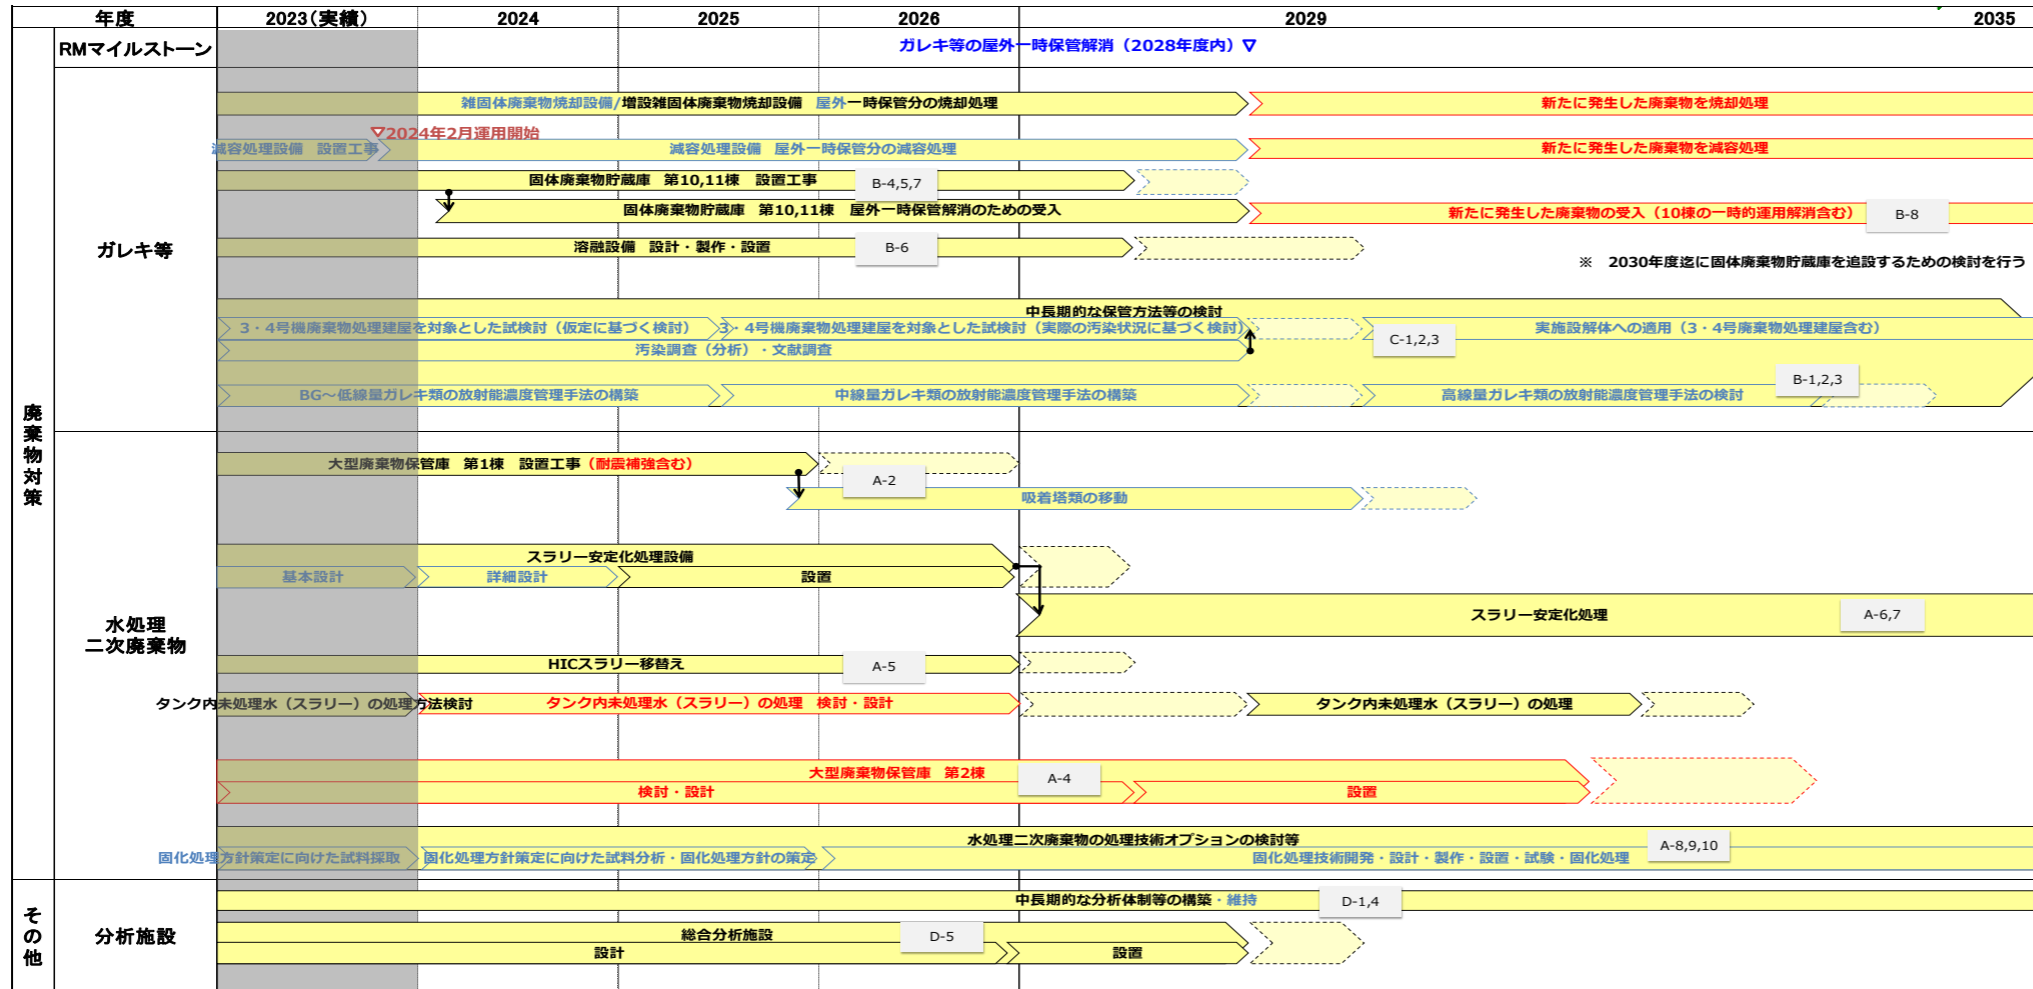 年度
2023(実績)
2024
2025
2026
2029
2035
RMマイルストーン
ガレキ等の屋外一時保管解消（2028年度内）▽
廃棄物対策
ガレキ等
雑固体廃棄物焼却設備/増設雑固体廃棄物焼却設備　屋外一時保管分の焼却処理
新たに発生した廃棄物を焼却処理
▽2024年2月運用開始
減容処理設備　設置工事
減容処理設備　屋外一時保管分の減容処理
新たに発生した廃棄物を減容処理
固体廃棄物貯蔵庫　第10,11棟　設置工事
B-4,5,7
固体廃棄物貯蔵庫　第10,11棟　屋外一時保管解消のための受入
新たに発生した廃棄物の受入（10棟の一時的運用解消含む）
B-8
溶融設備　設計・製作・設置
B-6
※　2030年度迄に固体廃棄物貯蔵庫を追設するための検討を行う
中長期的な保管方法等の検討
3・4号機廃棄物処理建屋を対象とした試検討（仮定に基づく検討）
3・4号機廃棄物処理建屋を対象とした試検討（実際の汚染状況に基づく検討）
実施設解体への適用（3・4号廃棄物処理建屋含む）
C-1,2,3
汚染調査（分析）・文献調査
B-1,2,3
BG～低線量ガレキ類の放射能濃度管理手法の構築
中線量ガレキ類の放射能濃度管理手法の構築
高線量ガレキ類の放射能濃度管理手法の検討
水処理
二次廃棄物
大型廃棄物保管庫　第1棟　設置工事（耐震補強含む）
A-2
吸着塔類の移動
スラリー安定化処理設備
基本設計
詳細設計
設置
スラリー安定化処理
A-6,7
HICスラリー移替え
A-5
タンク内未処理水（スラリー）の処理方法検討
タンク内未処理水（スラリー）の処理　検討・設計
タンク内未処理水（スラリー）の処理
大型廃棄物保管庫　第2棟
A-4
検討・設計
設置
水処理二次廃棄物の処理技術オプションの検討等
A-8,9,10
固化処理方針策定に向けた試料採取
固化処理方針策定に向けた試料分析・固化処理方針の策定
固化処理技術開発・設計・製作・設置・試験・固化処理
その他
分析施設
中長期的な分析体制等の構築・維持
D-1,4
総合分析施設
D-5
設計
設置